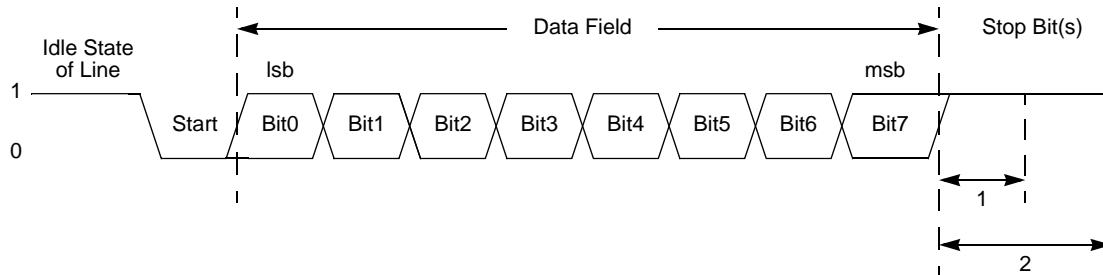 Data Field
Stop Bit(s)
Idle State
of Line
lsb
msb
1
Start
Bit0
Bit1
Bit2
Bit3
Bit4
Bit5
Bit6
Bit7
0
1
2